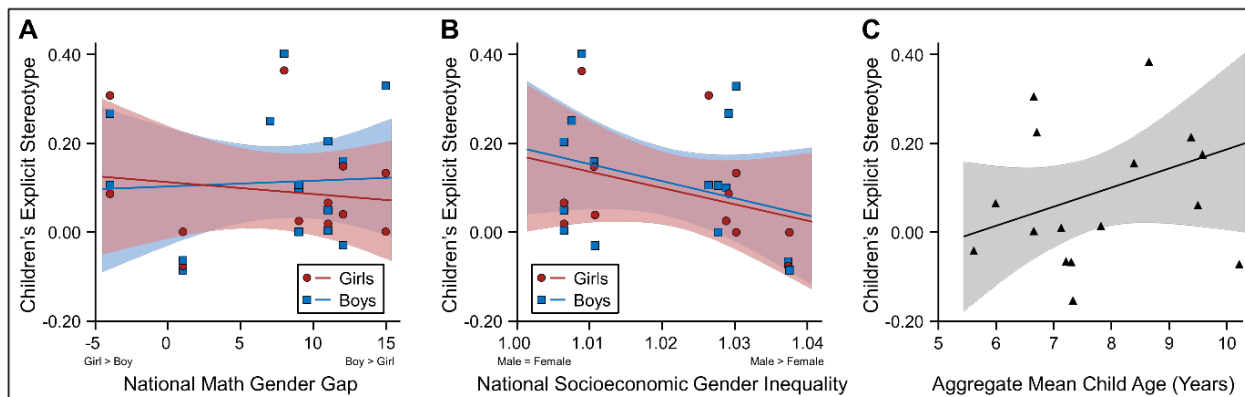 A
Children's Explicit Stereotype
0.40
0.20
0.00
-0.20
-5
0
5
10
15
Girl > Boy
Boy > Girl
National Math Gender Gap
Girls
Boys
B
Children's Explicit Stereotype
0.40
0.20
0.00
-0.20
1.00
1.01
1.02
1.03
1.04
Male = Female
Male > Female
National Socioeconomic Gender Inequality
Girls
Boys
C
Children's Explicit Stereotype
0.40
0.20
0.00
-0.20
5
6
7
8
9
10
Aggregate Mean Child Age (Years)